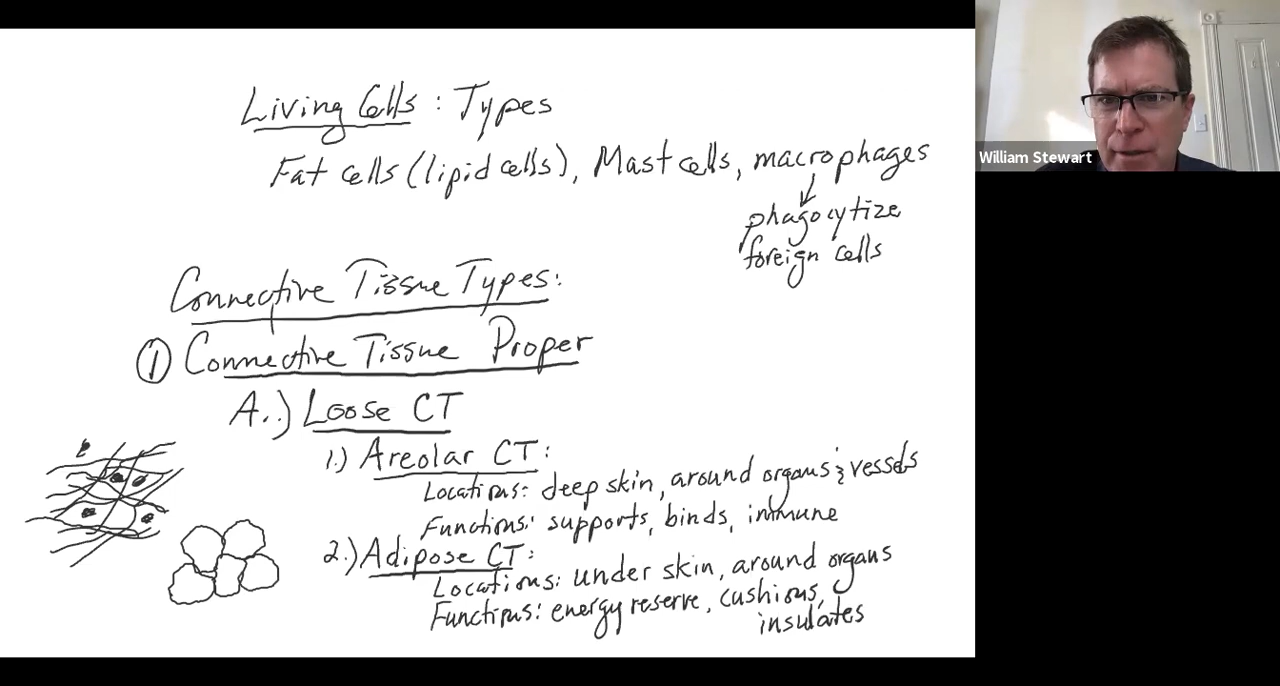 Living Cells : Types
Fat cells (lipid cells), Mast cells, macrophages
phagocytize
foreign cells
Connective Tissue Types:
① Connective Tissue Proper
A.) Loose CT
1.) Areolar CT:
Locations: deep skin, around organs & vessels
Functions: supports, binds, immune
2.) Adipose CT:
Locations: under skin, around organs
Functions: energy reserve, cushions,
insulates
William Stewart